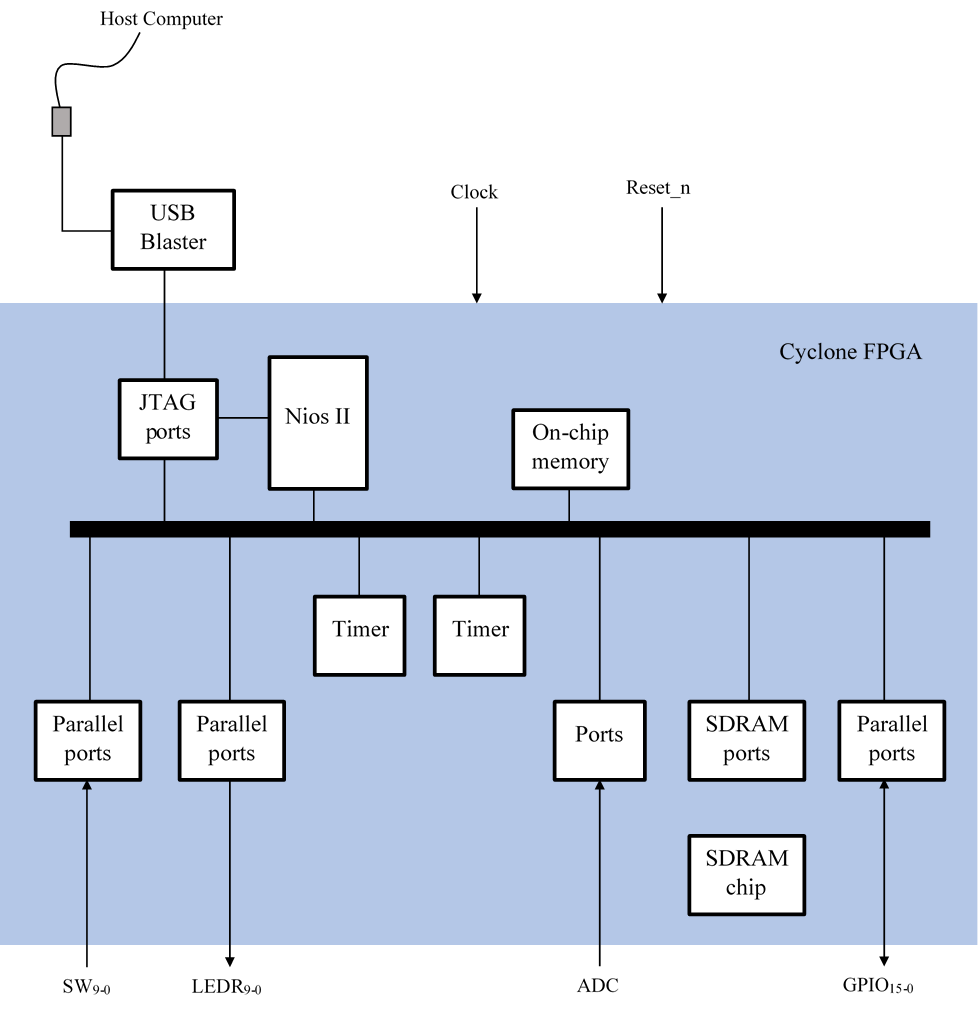 Host Computer
USB
Blaster
Clock
Reset_n
Cyclone FPGA
JTAG
ports
Nios II
On-chip
memory
Timer
Timer
Parallel
ports
Parallel
ports
Ports
SDRAM
ports
Parallel
ports
SDRAM
chip
SW9-0
LEDR9-0
ADC
GPIO15-0